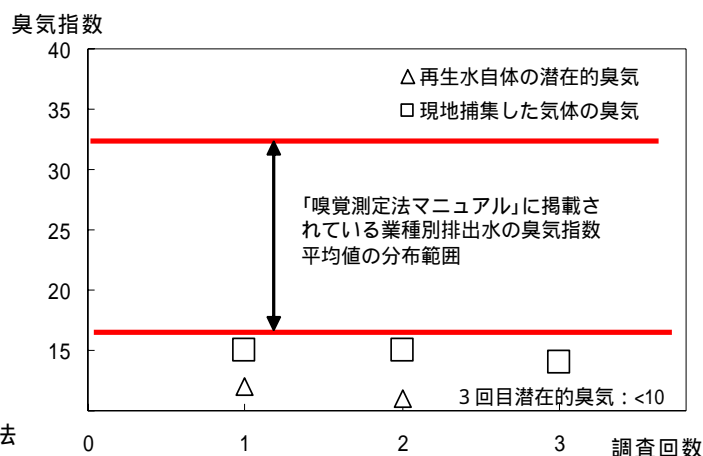 臭気指数
40
△再生水自体の潜在的臭気
35
□現地捕集した気体の臭気
30
「嗅覚測定法マニュアル」に掲載さ
れている業種別排出水の臭気指数
平均値の分布範囲
25
20
15
3回目潜在的臭気：<10
法
0 1 2 3 調査回数